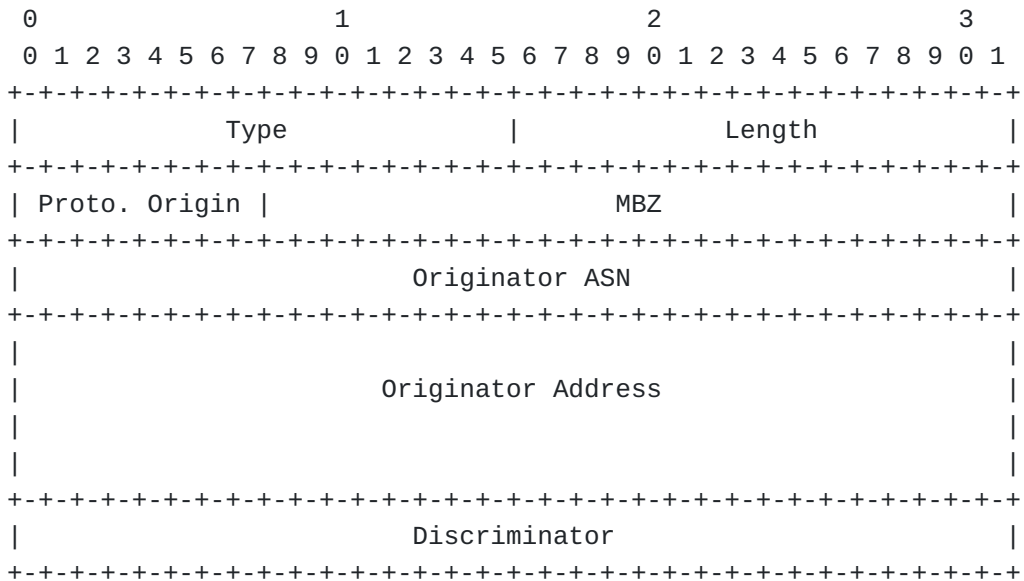 0                   1                   2                   3
 0 1 2 3 4 5 6 7 8 9 0 1 2 3 4 5 6 7 8 9 0 1 2 3 4 5 6 7 8 9 0 1
+-+-+-+-+-+-+-+-+-+-+-+-+-+-+-+-+-+-+-+-+-+-+-+-+-+-+-+-+-+-+-+-+
|             Type              |             Length            |
+-+-+-+-+-+-+-+-+-+-+-+-+-+-+-+-+-+-+-+-+-+-+-+-+-+-+-+-+-+-+-+-+
| Proto. Origin |                      MBZ                      |
+-+-+-+-+-+-+-+-+-+-+-+-+-+-+-+-+-+-+-+-+-+-+-+-+-+-+-+-+-+-+-+-+
|                         Originator ASN                        |
+-+-+-+-+-+-+-+-+-+-+-+-+-+-+-+-+-+-+-+-+-+-+-+-+-+-+-+-+-+-+-+-+
|                                                               |
|                       Originator Address                      |
|                                                               |
|                                                               |
+-+-+-+-+-+-+-+-+-+-+-+-+-+-+-+-+-+-+-+-+-+-+-+-+-+-+-+-+-+-+-+-+
|                         Discriminator                         |
+-+-+-+-+-+-+-+-+-+-+-+-+-+-+-+-+-+-+-+-+-+-+-+-+-+-+-+-+-+-+-+-+